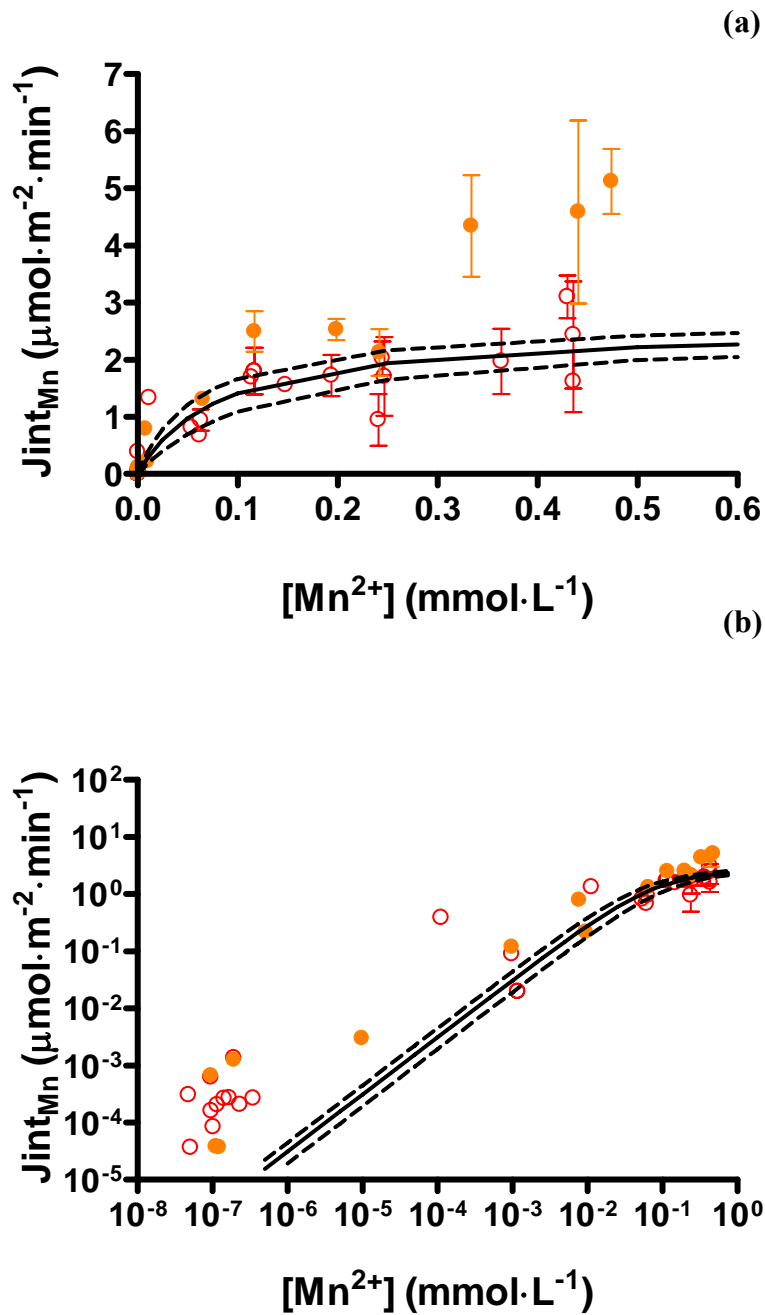 (a)
7
6
5
4
3
2
1
0
Jint_Mn (μmol·m⁻²·min⁻¹)
0.0 0.1 0.2 0.3 0.4 0.5 0.6
[Mn²⁺] (mmol·L⁻¹)
(b)
10²
10¹
10⁰
10⁻¹
10⁻²
10⁻³
10⁻⁴
10⁻⁵
Jint_Mn (μmol·m⁻²·min⁻¹)
10⁻⁸ 10⁻⁷ 10⁻⁶ 10⁻⁵ 10⁻⁴ 10⁻³ 10⁻² 10⁻¹ 10⁰
[Mn²⁺] (mmol·L⁻¹)